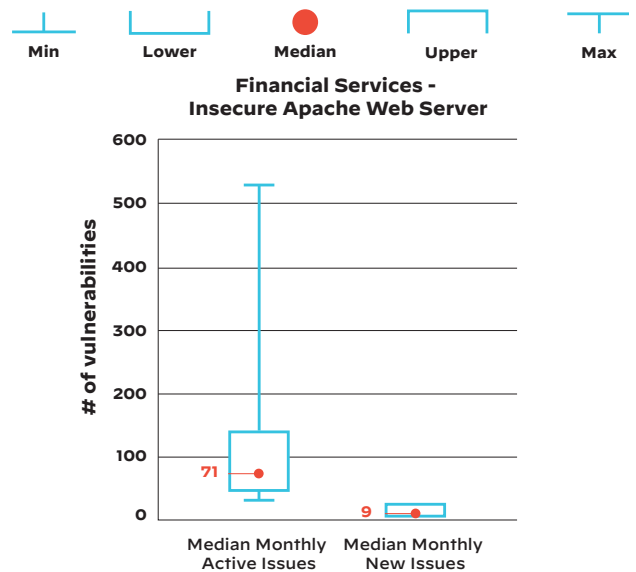 Min Lower Median Upper Max
Financial Services -
Insecure Apache Web Server
# of vulnerabilities
600
500
400
300
200
100
0
71
9
Median Monthly
Active Issues
Median Monthly
New Issues